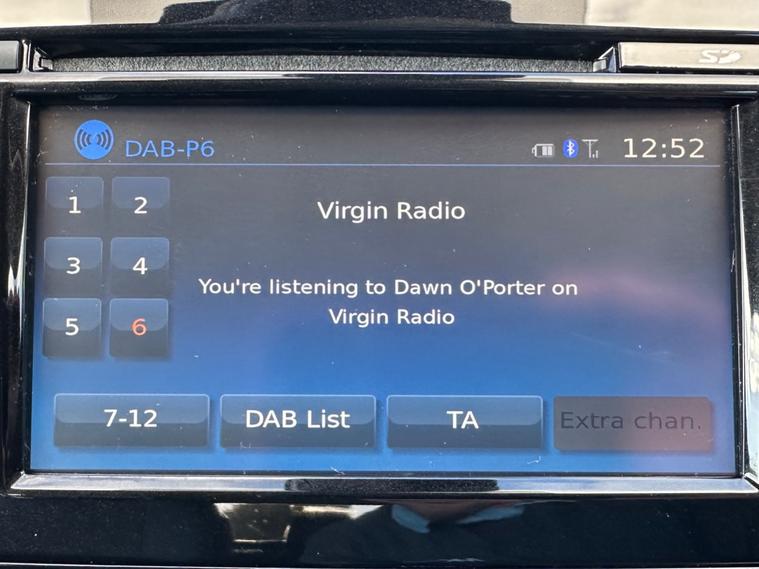 SD
DAB-P6 12:52
1 2
Virgin Radio
3 4
You're listening to Dawn O'Porter on
Virgin Radio
5 6
7-12 DAB List TA Extra chan.